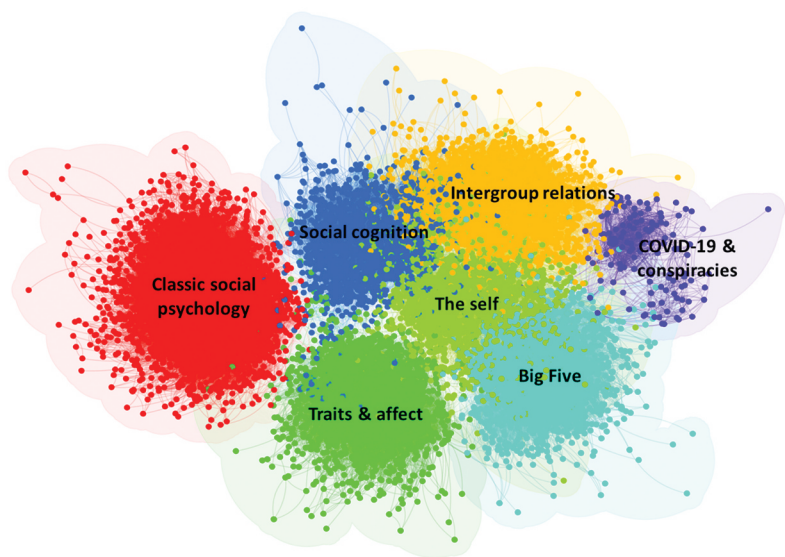 Intergroup relations
Social cognition
COVID-19 &
conspiracies
Classic social
psychology
The self
Big Five
Traits & affect